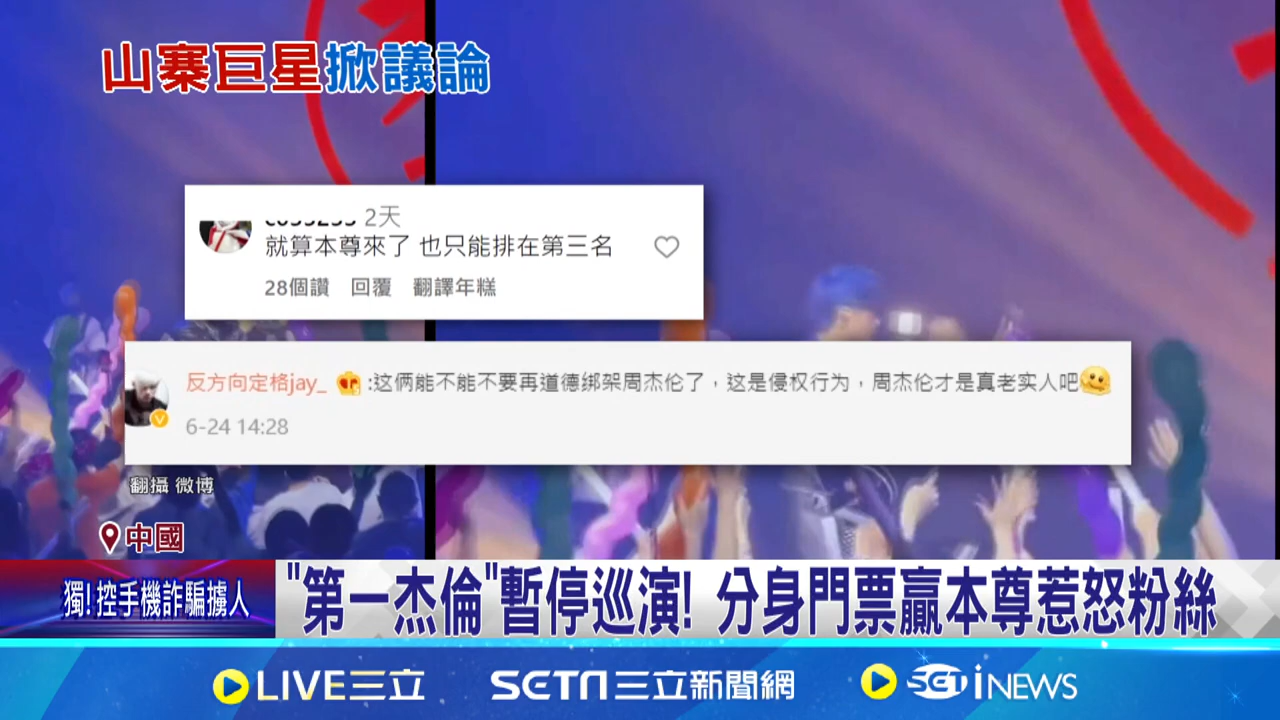 山寨巨星掀議論
2天
就算本尊來了 也只能排在第三名
28個讚 回覆 翻譯年糕
反方向定格jay_ :这俩能不能不要再道德绑架周杰伦了，这是侵权行为，周杰伦才是真老实人吧
6-24 14:28
翻攝 微博
中國
獨!控手機詐騙擄人
"第一杰倫"暫停巡演! 分身門票贏本尊惹怒粉絲
LIVE三立
SETN三立新聞網
SET iNEWS